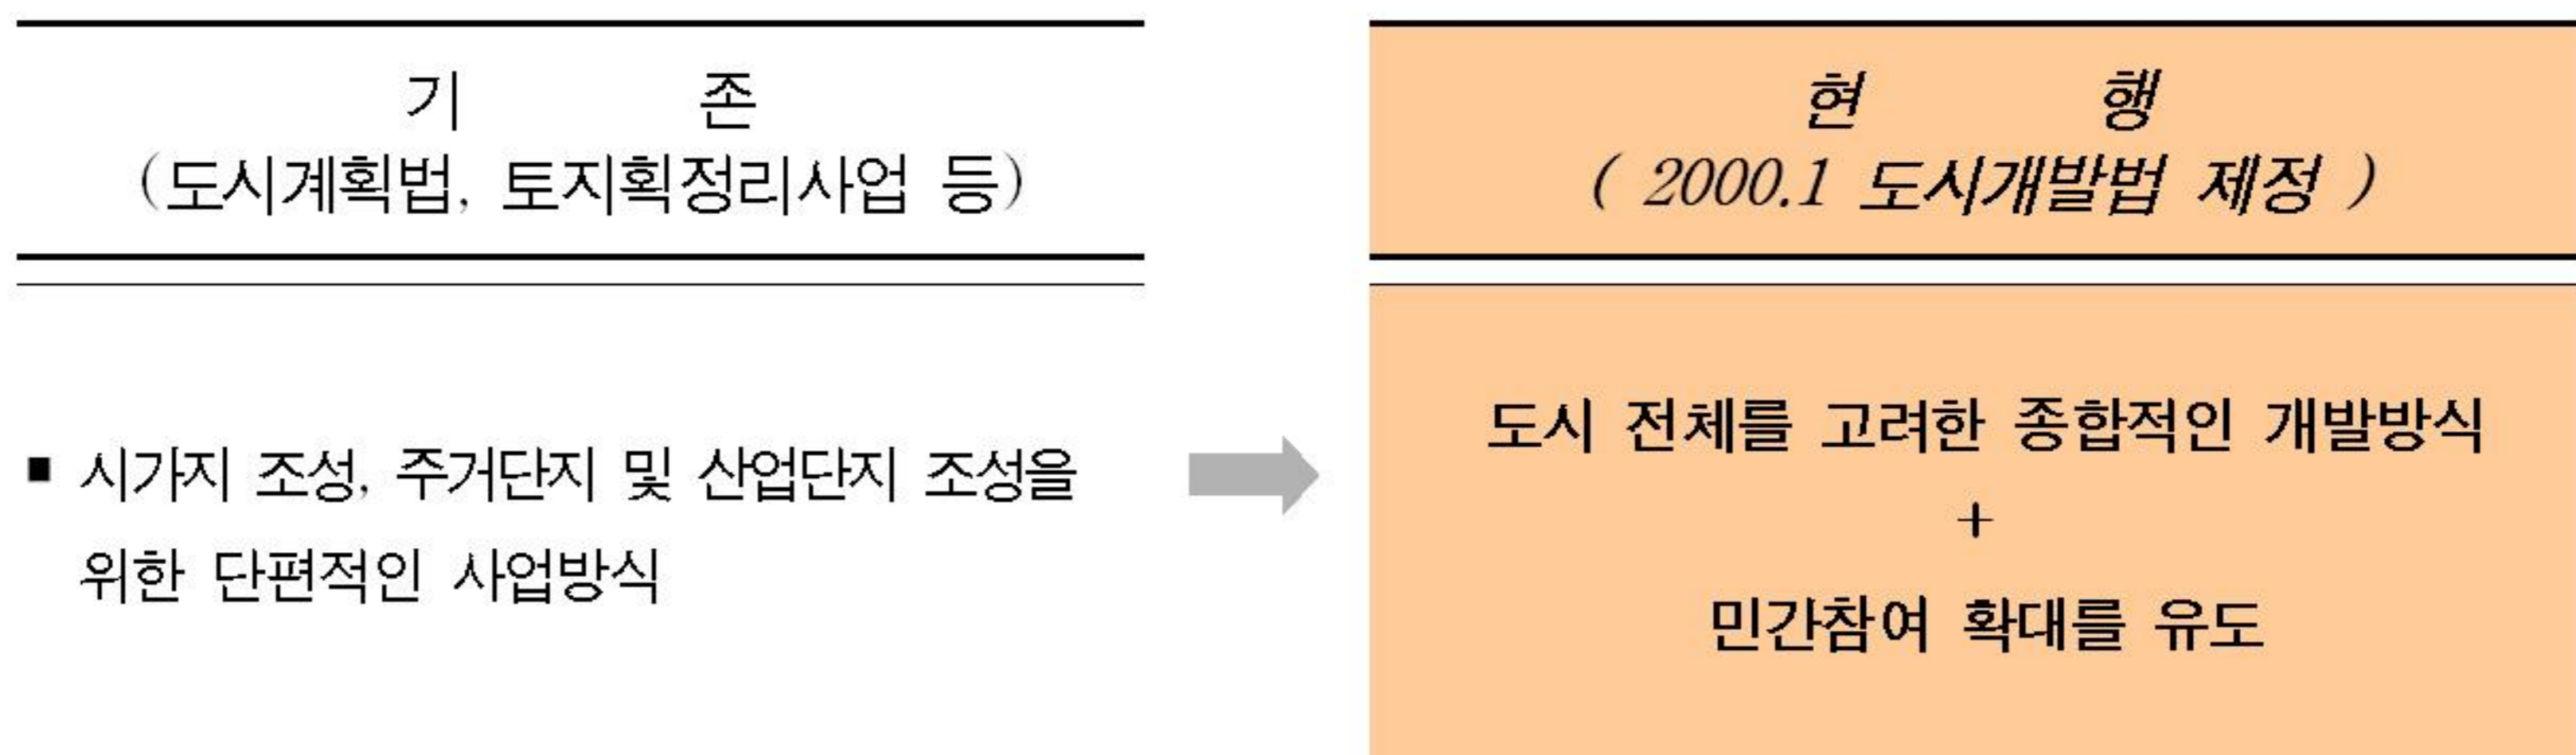 기 존
(도시계획법, 토지획정리사업 등)
■ 시가지 조성, 주거단지 및 산업단지 조성을
위한 단편적인 사업방식
현 행
( 2000.1 도시개발법 제정 )
도시 전체를 고려한 종합적인 개발방식
+
민간참여 확대를 유도